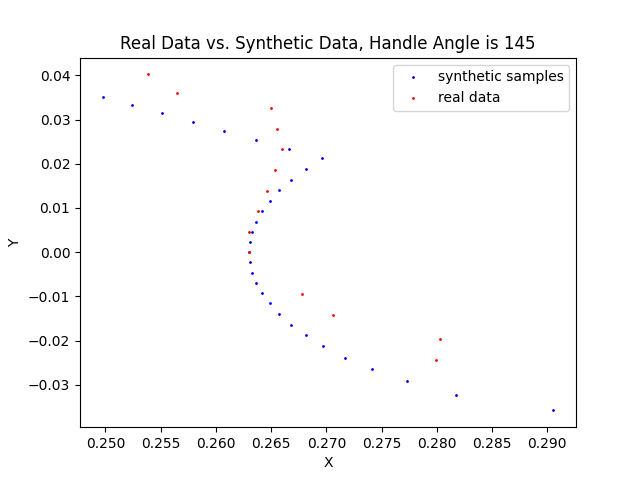 Real Data vs. Synthetic Data, Handle Angle is 145
synthetic samples
real data
0.04
0.03
0.02
0.01
0.00
−0.01
−0.02
−0.03
Y
0.250 0.255 0.260 0.265 0.270 0.275 0.280 0.285 0.290
X